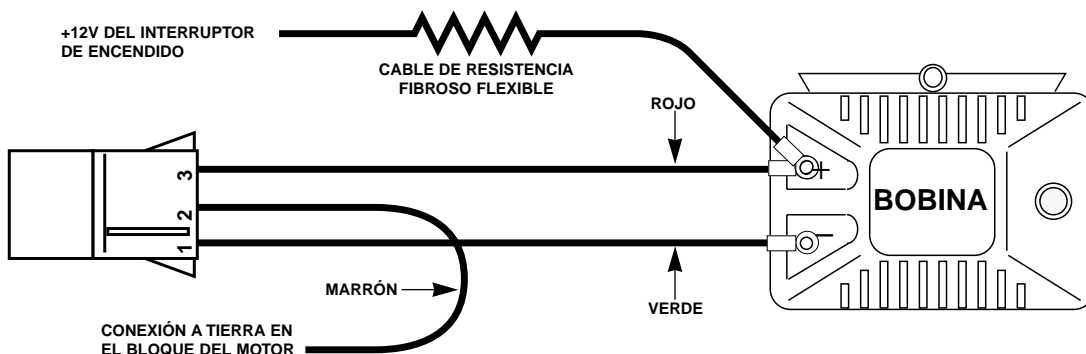 +12V DEL INTERRUPTOR
DE ENCENDIDO
CABLE DE RESISTENCIA
FIBROSO FLEXIBLE
ROJO
3
2
1
+
BOBINA
−
MARRÓN
VERDE
CONEXIÓN A TIERRA EN
EL BLOQUE DEL MOTOR